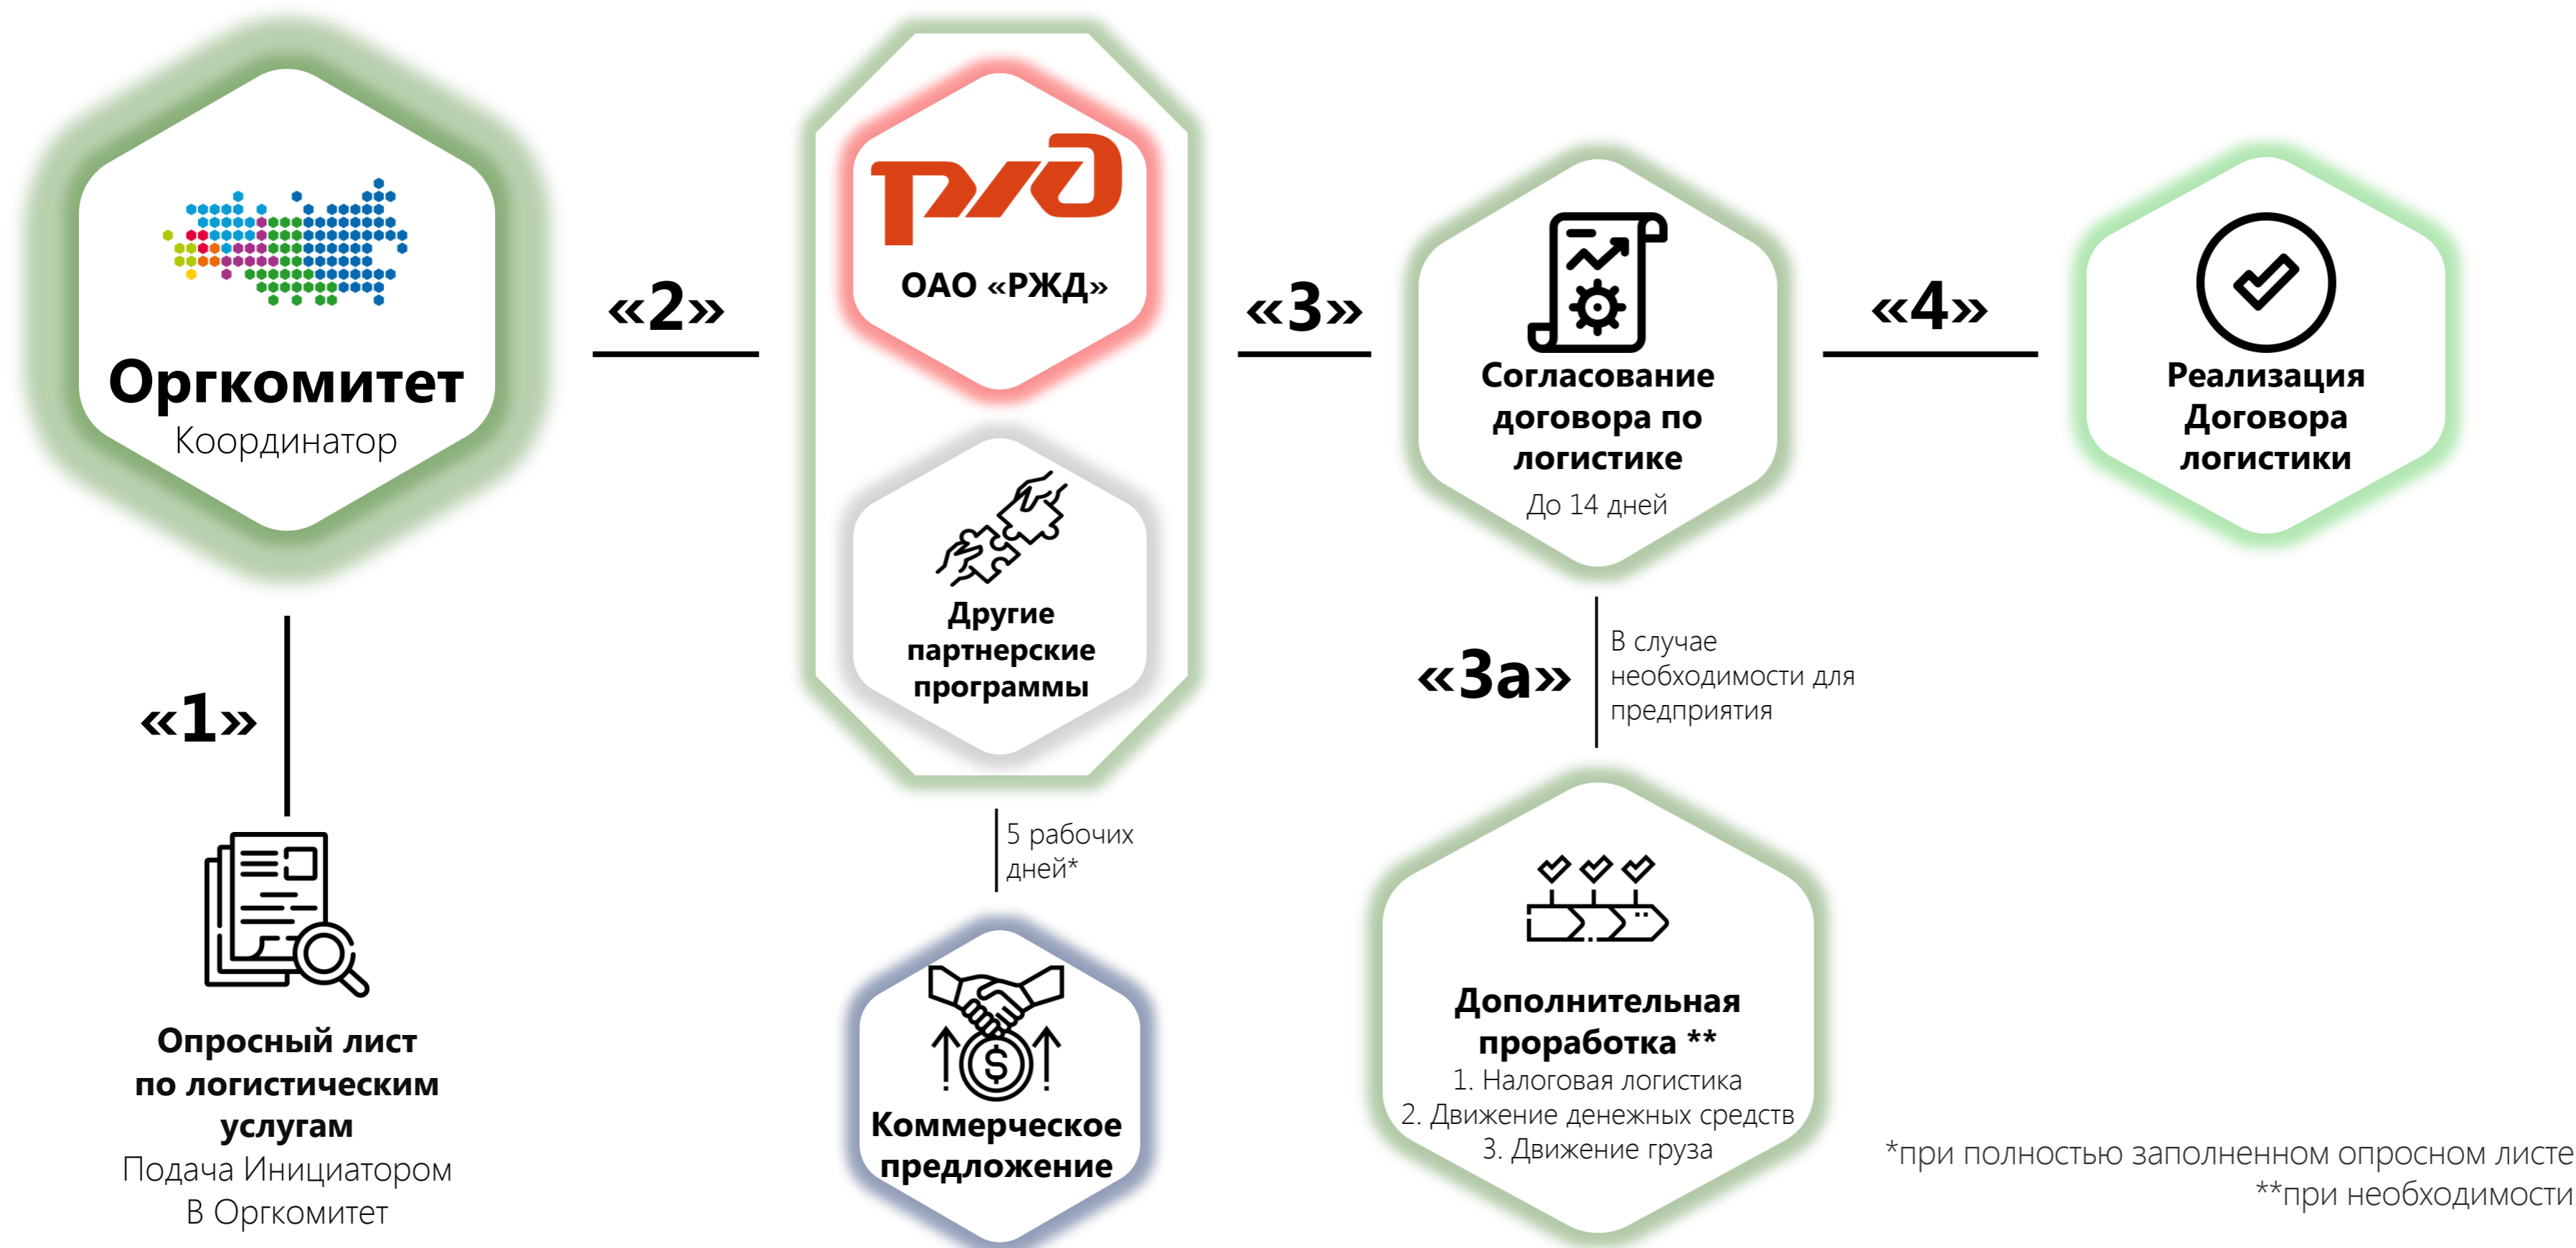 Оргкомитет
Координатор
«1»
Опросный лист
по логистическим
услугам
Подача Инициатором
В Оргкомитет
«2»
ржд
ОАО «РЖД»
Другие
партнерские
программы
5 рабочих
дней*
$
Коммерческое
предложение
«3»
Согласование
договора по
логистике
До 14 дней
«3а»
В случае
необходимости для
предприятия
Дополнительная
проработка **
1. Налоговая логистика
2. Движение денежных средств
3. Движение груза
«4»
Реализация
Договора
логистики
*при полностью заполненном опросном листе
**при необходимости